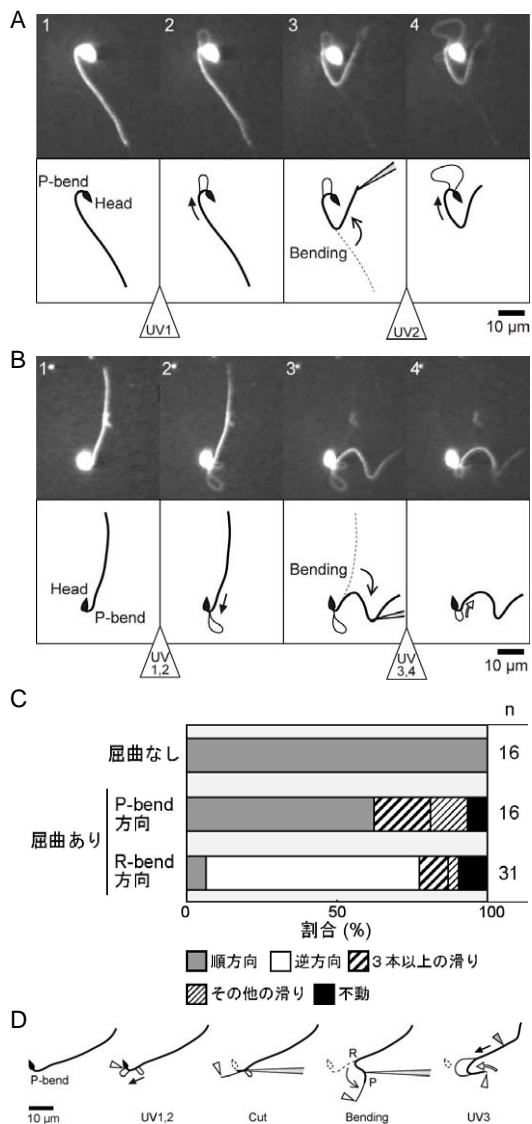 A
1 2 3 4
P-bend
Head
Bending
UV1 UV2
10 µm
B
1 2 3 4
Head
P-bend
Bending
UV
1,2
UV
3,4
10 µm
C
n
屈曲なし 16
屈曲あり
P-bend
方向
16
R-bend
方向
31
0 50 100
割合 (%)
順方向 逆方向 3本以上の滑り
その他の滑り 不動
D
P-bend
R
P
10 µm
UV1,2 Cut Bending UV3